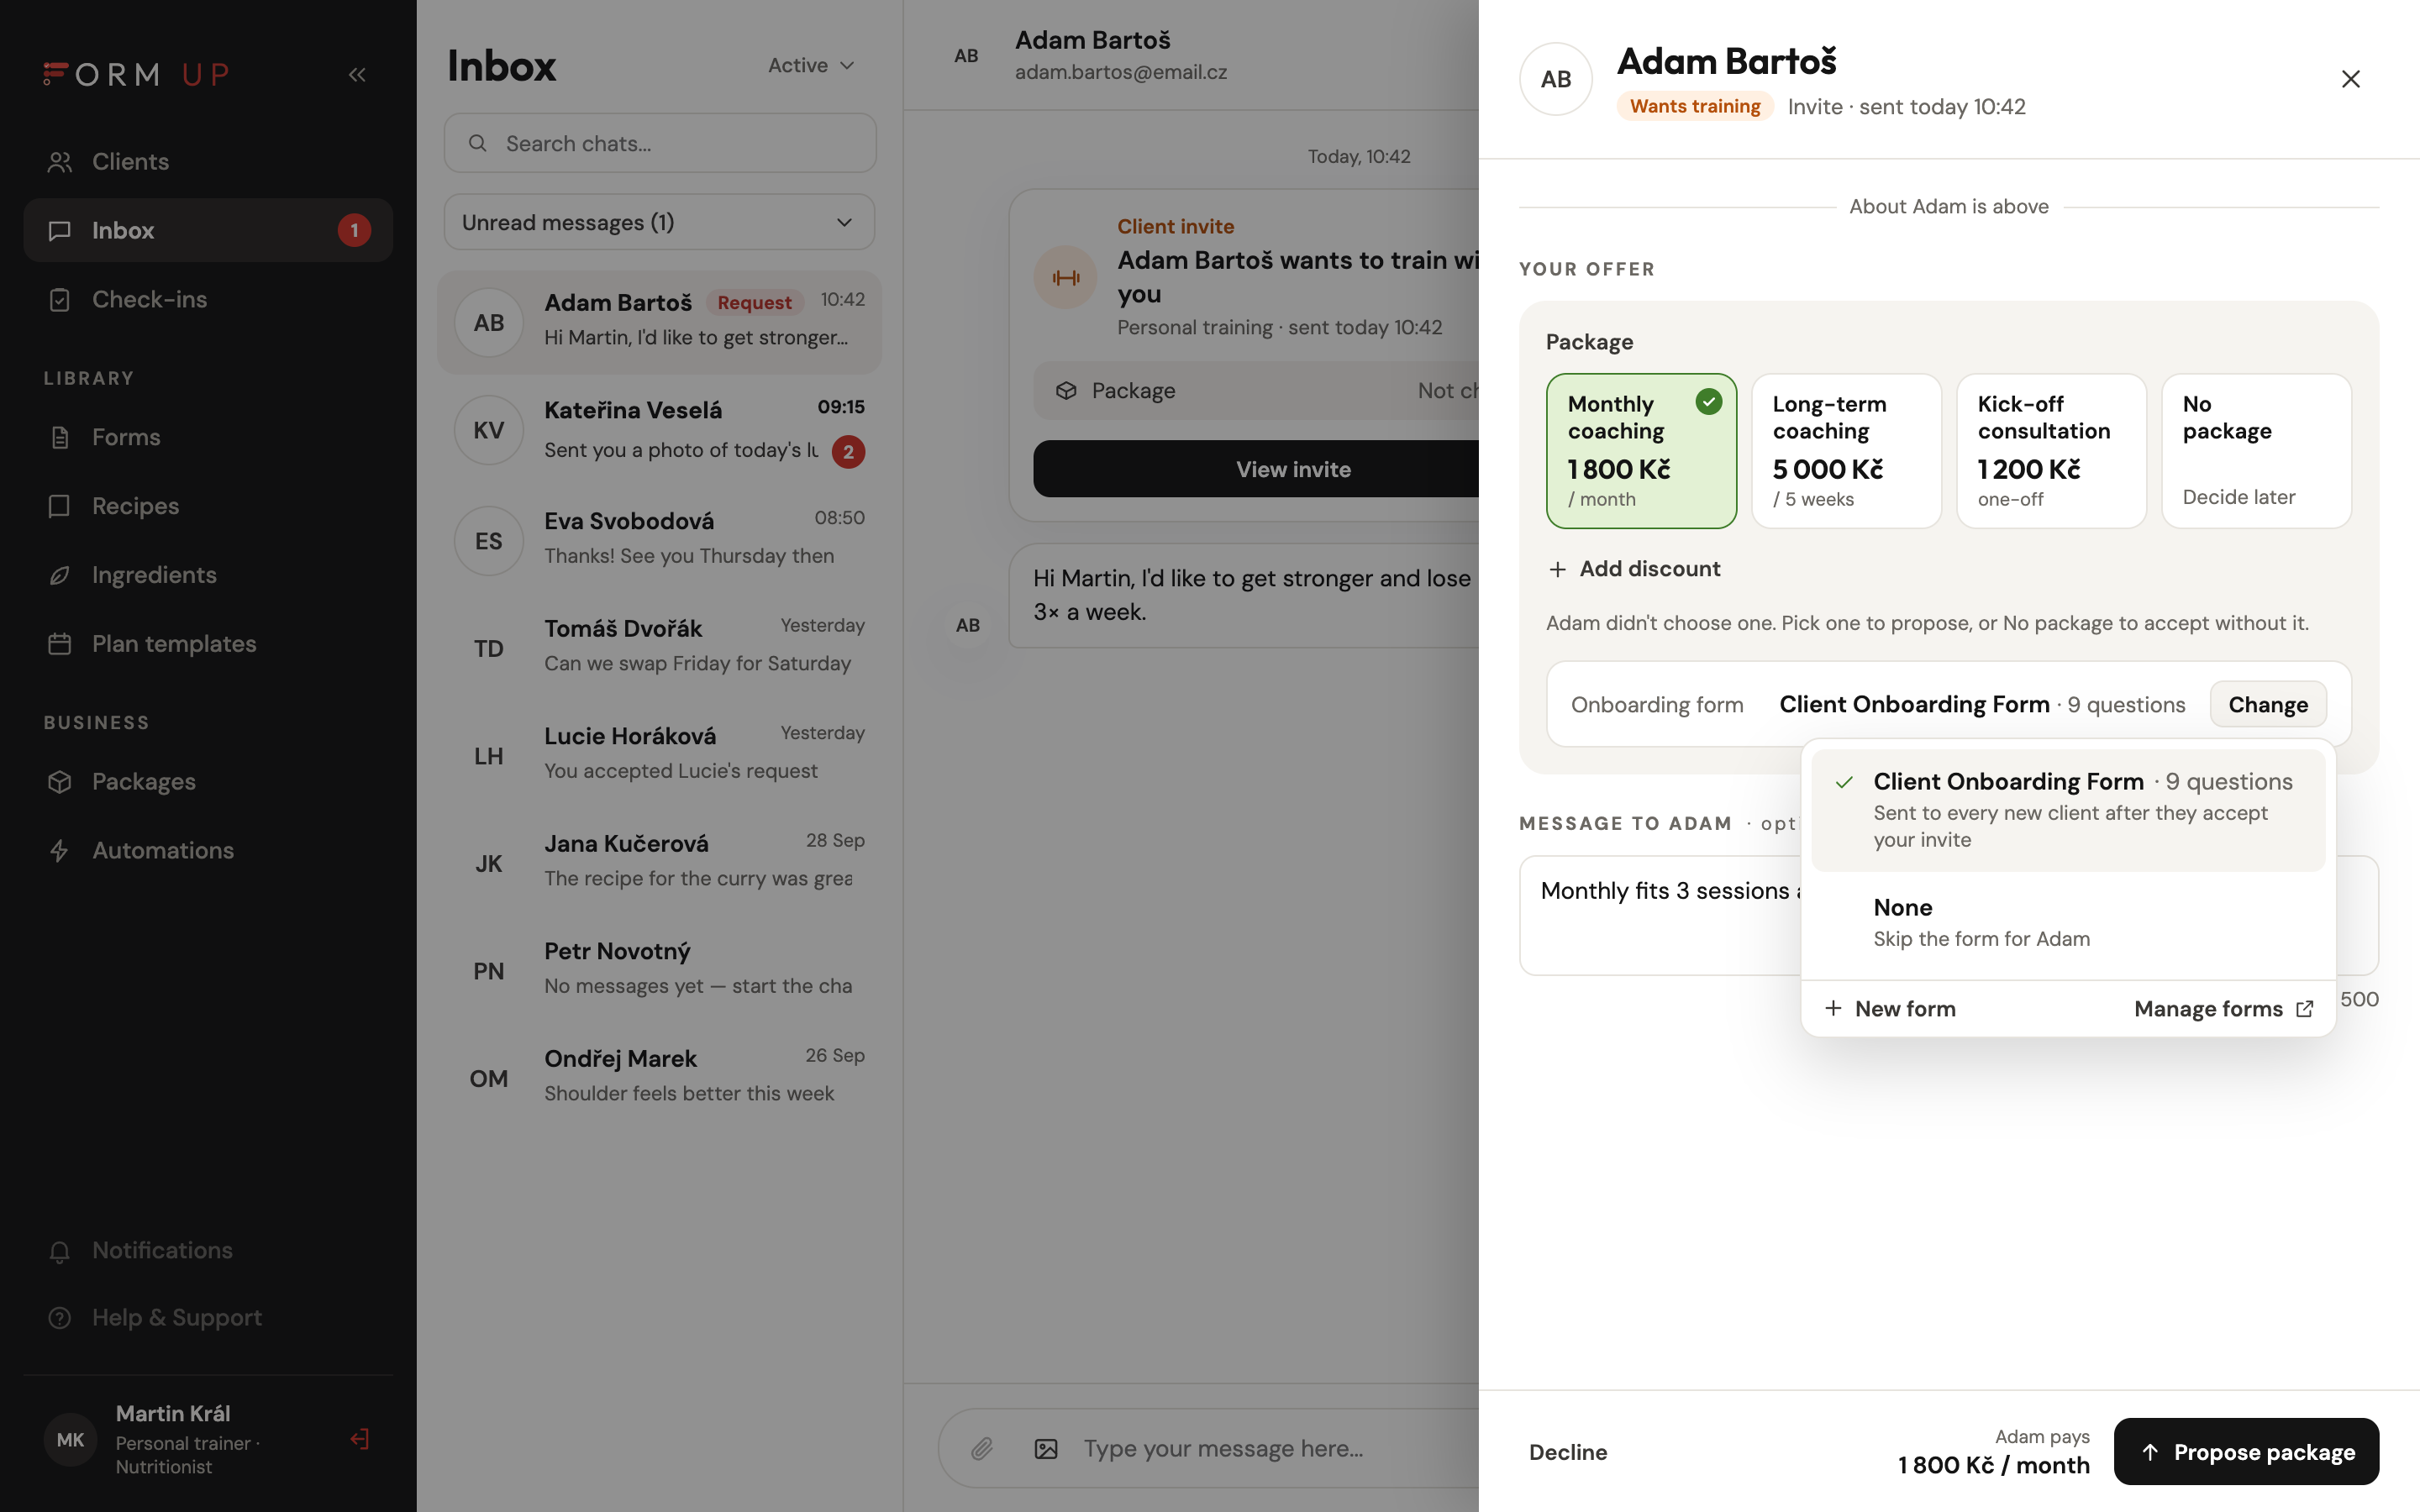 FORM UP
Clients
Inbox
1
Check-ins
LIBRARY
Forms
Recipes
Ingredients
Plan templates
BUSINESS
Packages
Automations
Notifications
Help & Support
MK
Martin Král
Personal trainer ·
Nutritionist
Inbox
Active
Search chats...
Unread messages (1)
AB
Adam Bartoš
Request
10:42
Hi Martin, I'd like to get stronger...
KV
Kateřina Veselá
09:15
Sent you a photo of today's
2
ES
Eva Svobodová
08:50
Thanks! See you Thursday then
TD
Tomáš Dvořák
Yesterday
Can we swap Friday for Saturday
LH
Lucie Horáková
Yesterday
You accepted Lucie's request
JK
Jana Kučerová
28 Sep
The recipe for the curry was
PN
Petr Novotný
No messages yet — start the
OM
Ondřej Marek
26 Sep
Shoulder feels better this week
AB
Adam Bartoš
adam.bartos@email.cz
Today, 10:42
Client invite
Adam Bartoš wants to train
you
Personal training · sent today 10:42
Package
Not
View invite
AB
Hi Martin, I'd like to get stronger and lose
3× a week.
Type your message here...
AB
Adam Bartoš
Wants training
Invite · sent today 10:42
About Adam is above
YOUR OFFER
Package
Monthly
coaching
1 800 Kč
/ month
Long-term
coaching
5 000 Kč
/ 5 weeks
Kick-off
consultation
1 200 Kč
one-off
No
package
Decide later
+ Add discount
Adam didn't choose one. Pick one to propose, or No package to accept without it.
Onboarding form
Client Onboarding Form · 9 questions
Change
Client Onboarding Form · 9 questions
Sent to every new client after they accept
your invite
None
Skip the form for Adam
+ New form
Manage forms
MESSAGE TO ADAM ·
Monthly fits 3 sessions
500
Decline
Adam pays
1 800 Kč / month
Propose package